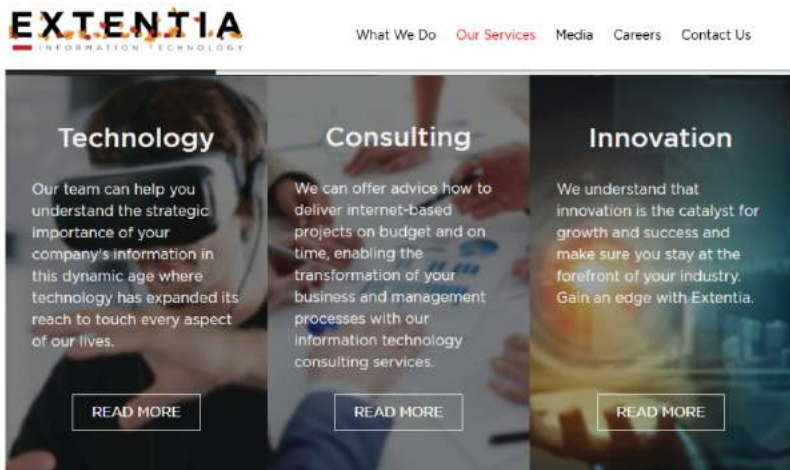 EXTENTIA
INFORMATION TECHNOLOGY
What We Do Our Services Media Careers Contact Us
Technology
Our team can help you
understand the strategic
importance of your
company's information in
this dynamic age where
technology has expanded its
reach to touch every aspect
of our lives.
READ MORE
Consulting
We can offer advice how to
deliver internet-based
projects on budget and on
time, enabling the
transformation of your
business and management
processes with our
information technology
consulting services.
READ MORE
Innovation
We understand that
innovation is the catalyst for
growth and success and
make sure you stay at the
forefront of your industry.
Gain an edge with Extentia.
READ MORE